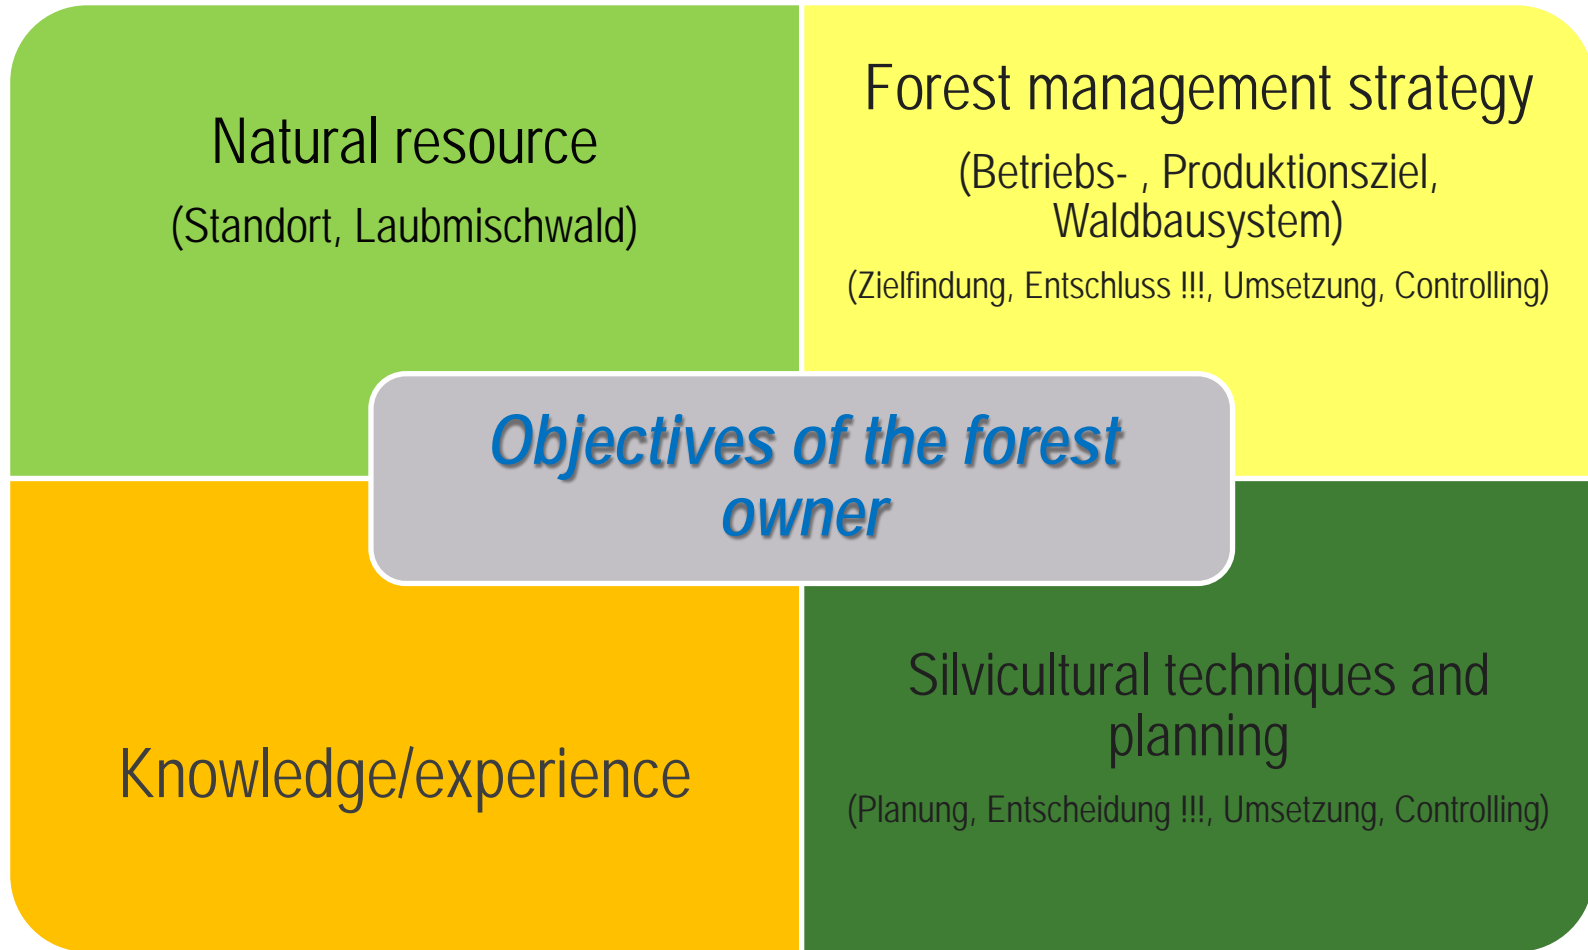 Natural resource
(Standort, Laubmischwald)
Forest management strategy
(Betriebs- , Produktionsziel,
Waldbausystem)
(Zielfindung, Entschluss !!!, Umsetzung, Controlling)
Objectives of the forest
owner
Knowledge/experience
Silvicultural techniques and
planning
(Planung, Entscheidung !!!, Umsetzung, Controlling)